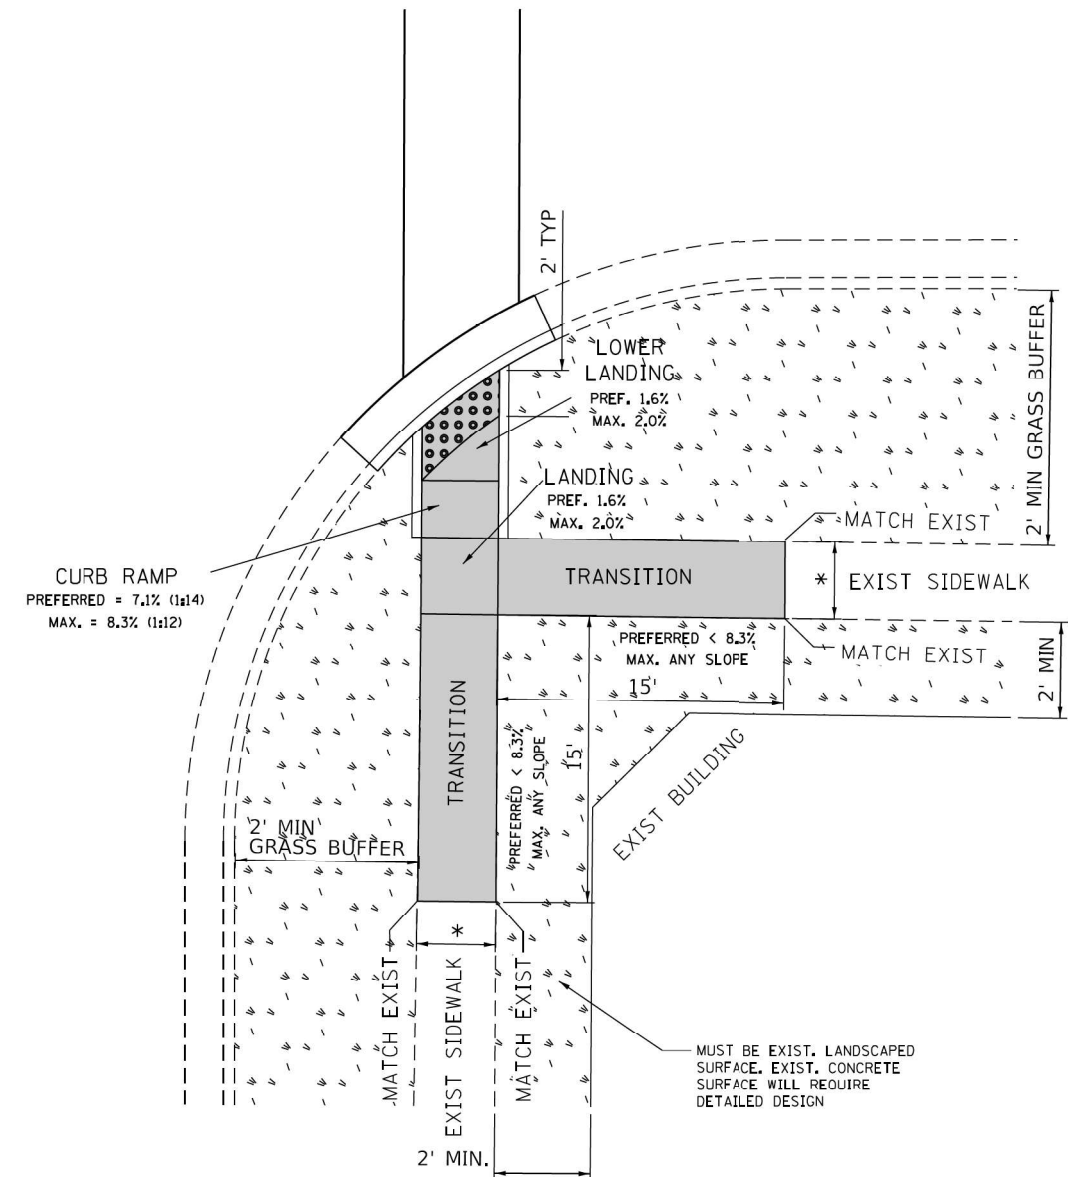 2' TYP
LOWER
LANDING
PREF. 1.6%
MAX. 2.0%
2' MIN GRASS BUFFER
LANDING
PREF. 1.6%
MAX. 2.0%
MATCH EXIST
CURB RAMP
PREFERRED = 7.1% (1:14)
MAX. = 8.3% (1:12)
TRANSITION
* EXIST SIDEWALK
PREFERRED < 8.3%
MAX. ANY SLOPE
MATCH EXIST
15'
2' MIN
TRANSITION
PREFERRED < 8.3%
MAX. ANY SLOPE
15'
EXIST BUILDING
2' MIN
GRASS BUFFER
*
MATCH EXIST
EXIST SIDEWALK
MATCH EXIST
MUST BE EXIST. LANDSCAPED
SURFACE. EXIST. CONCRETE
SURFACE WILL REQUIRE
DETAILED DESIGN
2' MIN.